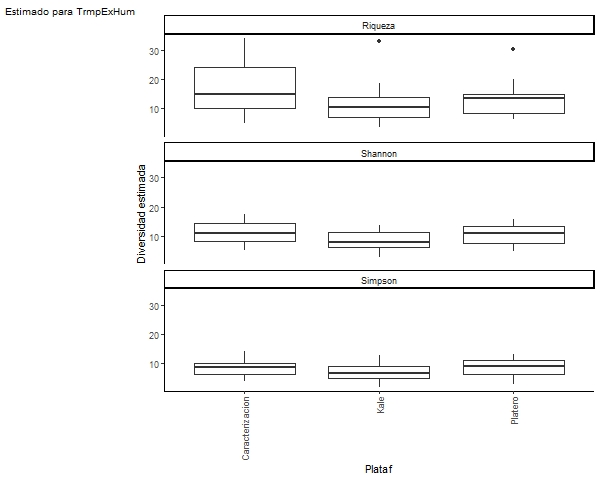 Estimado para TrmpExHum
Riqueza
30
20
10
Shannon
30
20
10
Simpson
30
20
10
Diversidad estimada
Caracterizacion
Kale
Platero
Plataf